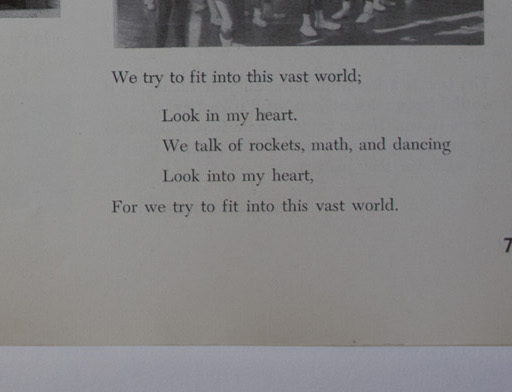 We try to fit into this vast world;
Look in my heart.
We talk of rockets, math, and dancing
Look into my heart,
For we try to fit into this vast world.
7